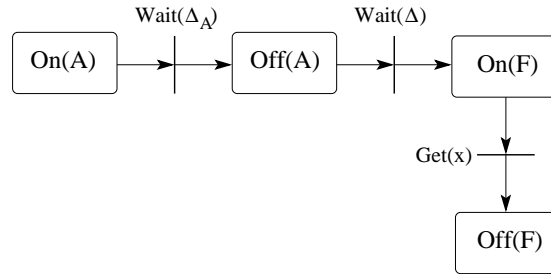 Wait(Δ_A)
Wait(Δ)
On(A)
Off(A)
On(F)
Get(x)
Off(F)